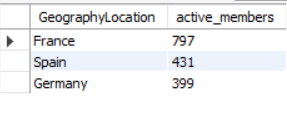 GeographyLocation active_members
France 797
Spain 431
Germany 399